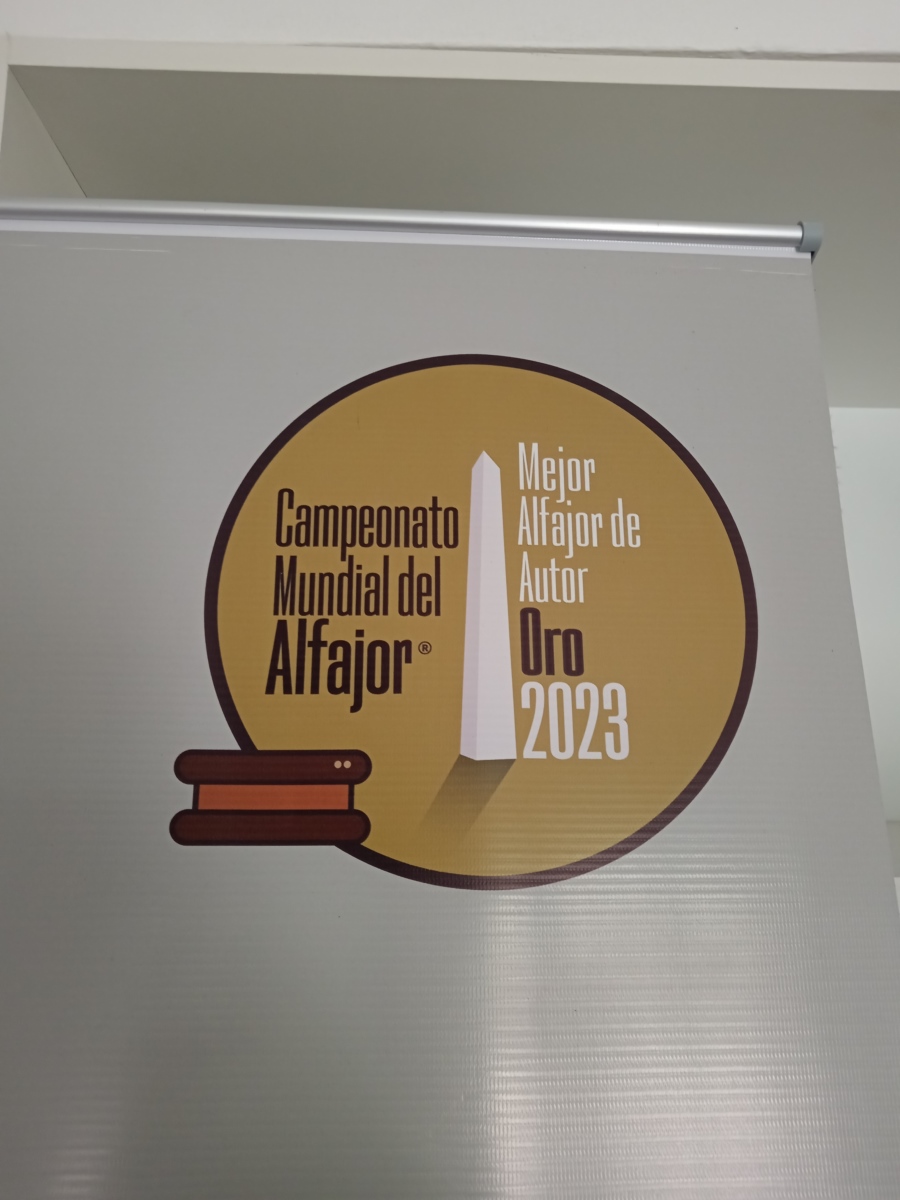 Campeonato
Mundial del
Alfajor®
Mejor
Alfajor de
Autor
Oro
2023